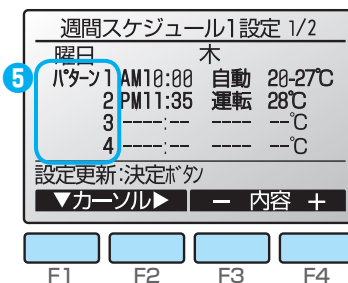 週間スケジュール1設定 1/2
曜日 木
5 パターン1 AM10:00 自動 20-27℃
2 PM11:35 運転 28℃
3 ----:-- ---- --℃
4 ----:-- ---- --℃
設定更新:決定ボタン
▼カーソル▶ − 内容 +
F1 F2 F3 F4